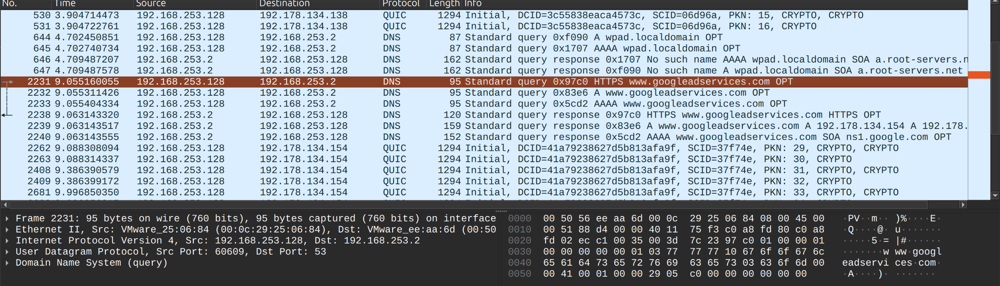 No. Time Source Destination Protocol Length Info
530 3.904714473 192.168.253.128 192.178.134.138 QUIC 1294 Initial, DCID=3c55838eaca4573c, SCID=06d96a, PKN: 15, CRYPTO, CRYPTO
531 3.904722761 192.168.253.128 192.178.134.138 QUIC 1294 Initial, DCID=3c55838eaca4573c, SCID=06d96a, PKN: 16, CRYPTO
644 4.702450851 192.168.253.128 192.168.253.2 DNS 87 Standard query 0xf090 A wpad.localdomain OPT
645 4.702740734 192.168.253.128 192.168.253.2 DNS 87 Standard query 0x1707 AAAA wpad.localdomain OPT
646 4.709487207 192.168.253.2 192.168.253.128 DNS 162 Standard query response 0x1707 No such name AAAA wpad.localdomain SOA a.root-servers.n
647 4.709487578 192.168.253.2 192.168.253.128 DNS 162 Standard query response 0xf090 No such name A wpad.localdomain SOA a.root-servers.net
2231 9.055160055 192.168.253.128 192.168.253.2 DNS 95 Standard query 0x97c0 HTTPS www.googleadservices.com OPT
2232 9.055311426 192.168.253.128 192.168.253.2 DNS 95 Standard query 0x83e6 A www.googleadservices.com OPT
2233 9.055404334 192.168.253.128 192.168.253.2 DNS 95 Standard query 0x5cd2 AAAA www.googleadservices.com OPT
2238 9.063143320 192.168.253.2 192.168.253.128 DNS 120 Standard query response 0x97c0 HTTPS www.googleadservices.com HTTPS OPT
2239 9.063143517 192.168.253.2 192.168.253.128 DNS 159 Standard query response 0x83e6 A www.googleadservices.com A 192.178.134.154 A 192.178.
2240 9.063143555 192.168.253.2 192.168.253.128 DNS 152 Standard query response 0x5cd2 AAAA www.googleadservices.com SOA ns1.google.com OPT
2262 9.088308094 192.168.253.128 192.178.134.154 QUIC 1294 Initial, DCID=41a79238627d5b813afa9f, SCID=37f74e, PKN: 29, CRYPTO, CRYPTO
2263 9.088314337 192.168.253.128 192.178.134.154 QUIC 1294 Initial, DCID=41a79238627d5b813afa9f, SCID=37f74e, PKN: 30, CRYPTO
2408 9.386390579 192.168.253.128 192.178.134.154 QUIC 1294 Initial, DCID=41a79238627d5b813afa9f, SCID=37f74e, PKN: 31, CRYPTO, CRYPTO
2409 9.386399172 192.168.253.128 192.178.134.154 QUIC 1294 Initial, DCID=41a79238627d5b813afa9f, SCID=37f74e, PKN: 32, CRYPTO
2681 9.996850350 192.168.253.128 192.178.134.154 QUIC 1294 Initial, DCID=41a79238627d5b813afa9f, SCID=37f74e, PKN: 33, CRYPTO, CRYPTO
Frame 2231: 95 bytes on wire (760 bits), 95 bytes captured (760 bits) on interface
Ethernet II, Src: VMware_25:06:84 (00:0c:29:25:06:84), Dst: VMware_ee:aa:6d (00:50
Internet Protocol Version 4, Src: 192.168.253.128, Dst: 192.168.253.2
User Datagram Protocol, Src Port: 60609, Dst Port: 53
Domain Name System (query)
0000 00 50 56 ee aa 6d 00 0c 29 25 06 84 08 00 45 00 ·PV··m·· )%····E·
0010 00 51 88 d4 00 00 40 11 75 f3 c0 a8 fd 80 c0 a8 ·Q····@· u·······
0020 fd 02 ec c1 00 35 00 3d 7c 23 97 c0 01 00 00 01 ·····5·= |#······
0030 00 00 00 00 00 01 03 77 77 77 10 67 6f 6f 67 6c ·······w ww·googl
0040 65 61 64 73 65 72 76 69 63 65 73 03 63 6f 6d 00 eadservi ces·com·
0050 00 41 00 01 00 00 29 05 c0 00 00 00 00 00 00 ·A····)· ·······